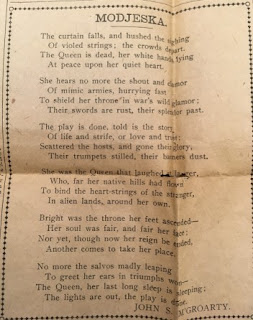 MODJESKA.
The curtain falls, and hushed the sighing
Of violed strings; the crowds depart.
The Queen is dead, her white hands, lying
At peace upon her quiet heart.
She hears no more the shout and clamor
Of mimic armies, hurrying fast
To shield her throne in war's wild glamor;
Their swords are rust, their splendor past.
The play is done, told is the story
Of life and strife, or love and trust;
Scattered the hosts, and gone their glory,
Their trumpets stilled, their baners dust.
She was the Queen that laughed
Who, far her native hills had
To bind the heart-strings of the stranger,
In alien lands, around her own.
Bright was the throne her feet ascended—
Her soul was fair, and fair her face;
Nor yet, though now her reign be ended,
Another comes to take her place.
No more the salvos madly leaping
To greet her ears in triumphs
The Queen, her last long sleep is sleeping;
The lights are out, the play is
JOHN S. M'GROARTY.